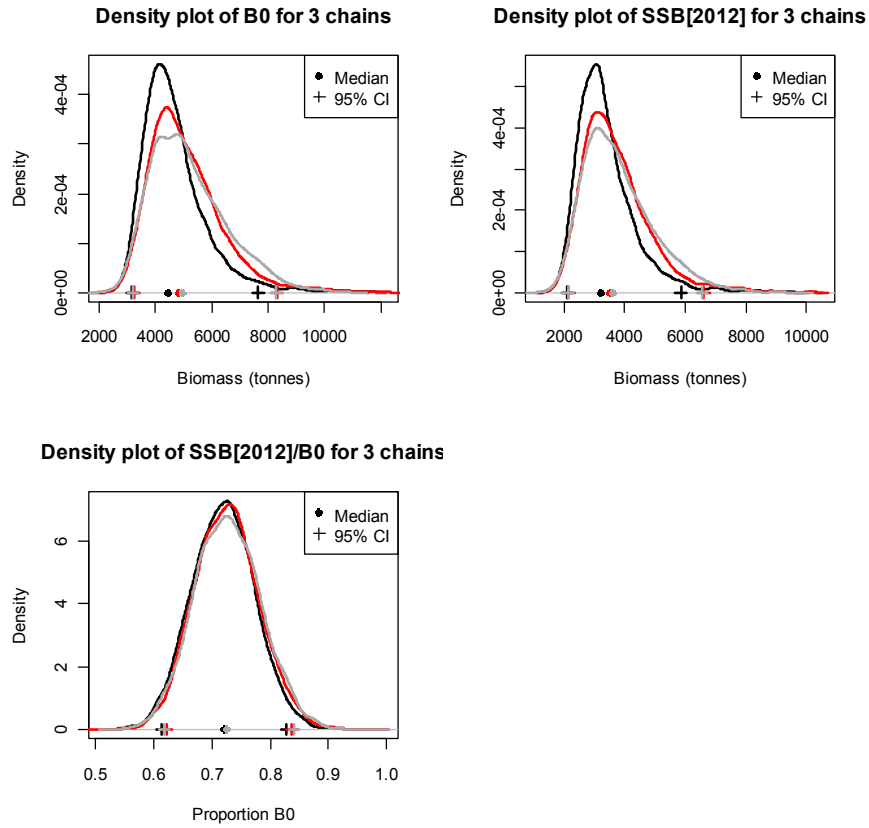 Density plot of B0 for 3 chains
Density
4e-04
2e-04
0e+00
Median
95% CI
2000 4000 6000 8000 10000
Biomass (tonnes)
Density plot of SSB[2012] for 3 chains
Density
4e-04
2e-04
0e+00
Median
95% CI
2000 4000 6000 8000 10000
Biomass (tonnes)
Density plot of SSB[2012]/B0 for 3 chains
Density
6
4
2
0
Median
95% CI
0.5 0.6 0.7 0.8 0.9 1.0
Proportion B0